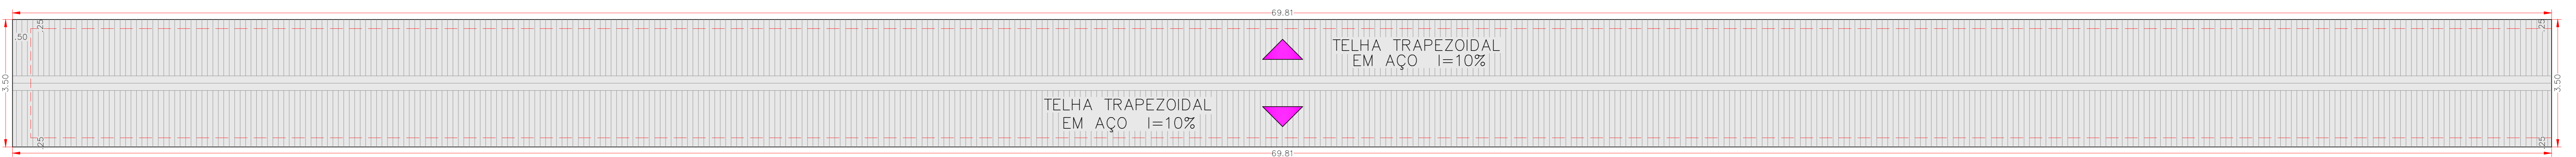 69.81
.25
.25
.50
TELHA TRAPEZOIDAL
EM AÇO I=10%
3.50
3.50
TELHA TRAPEZOIDAL
EM AÇO I=10%
.25
.25
69.81